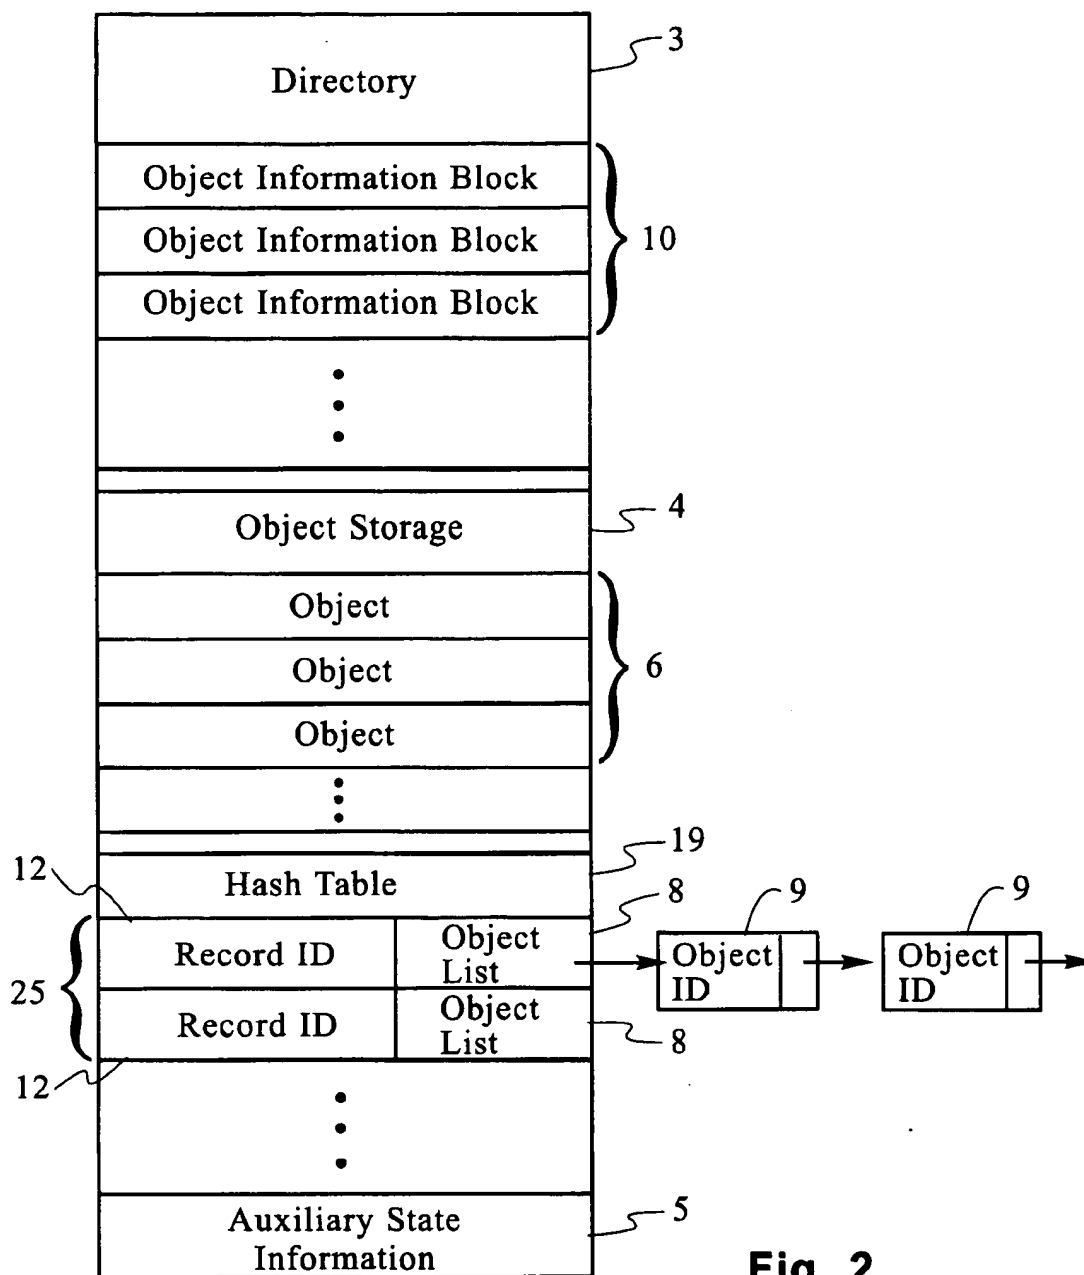 3
Directory
Object Information Block
Object Information Block
10
Object Information Block
4
Object Storage
Object
Object
6
Object
19
12
Hash Table
8
9
9
Record ID
Object
List
Object
ID
Object
ID
25
Record ID
Object
List
8
12
5
Auxiliary State
Information
Fig. 2